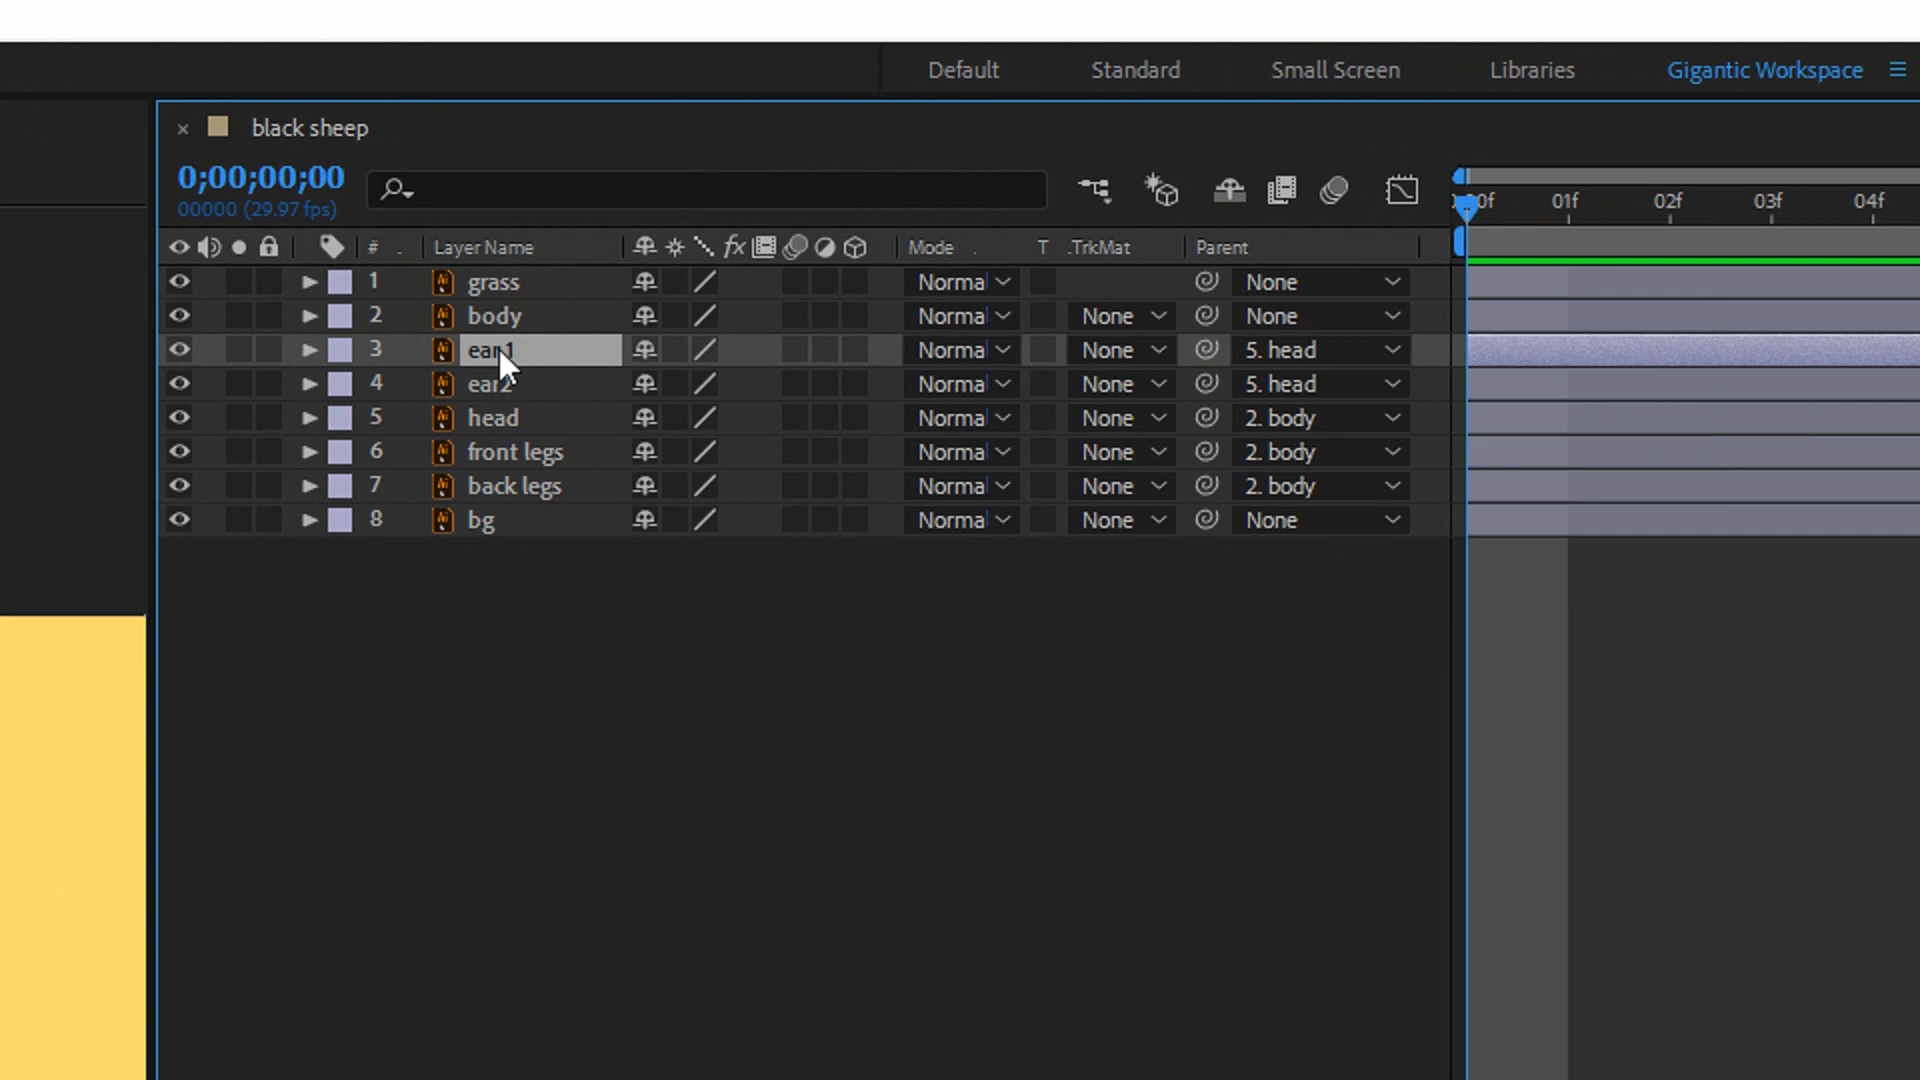 Default Standard Small Screen Libraries Gigantic Workspace
black sheep
0;00;00;00
00000 (29.97 fps)
01f 02f 03f 04f
# Layer Name fx Mode T .TrkMat Parent
1 grass Norma None
2 body Norma None None
3 ear1 Norma None 5. head
4 ear2 Norma None 5. head
5 head Norma None 2. body
6 front legs Norma None 2. body
7 back legs Norma None 2. body
8 bg Norma None None